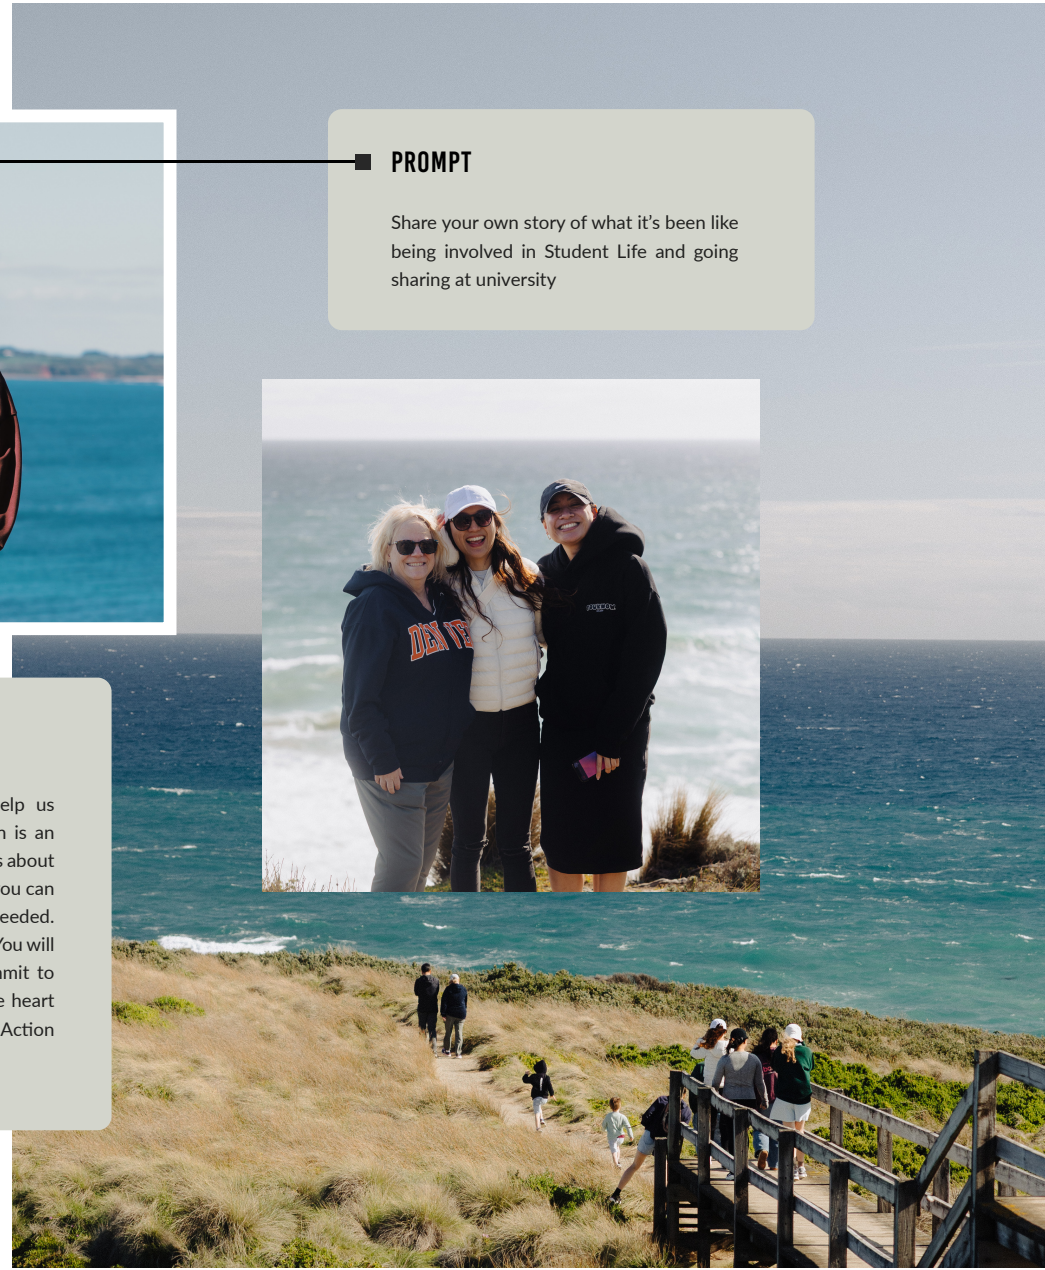 PROMPT
Share your own story of what it's been like
being involved in Student Life and going
sharing at university
DENVE
elp us
is an
about
ou can
eeded.
You will
mit to
heart
Action